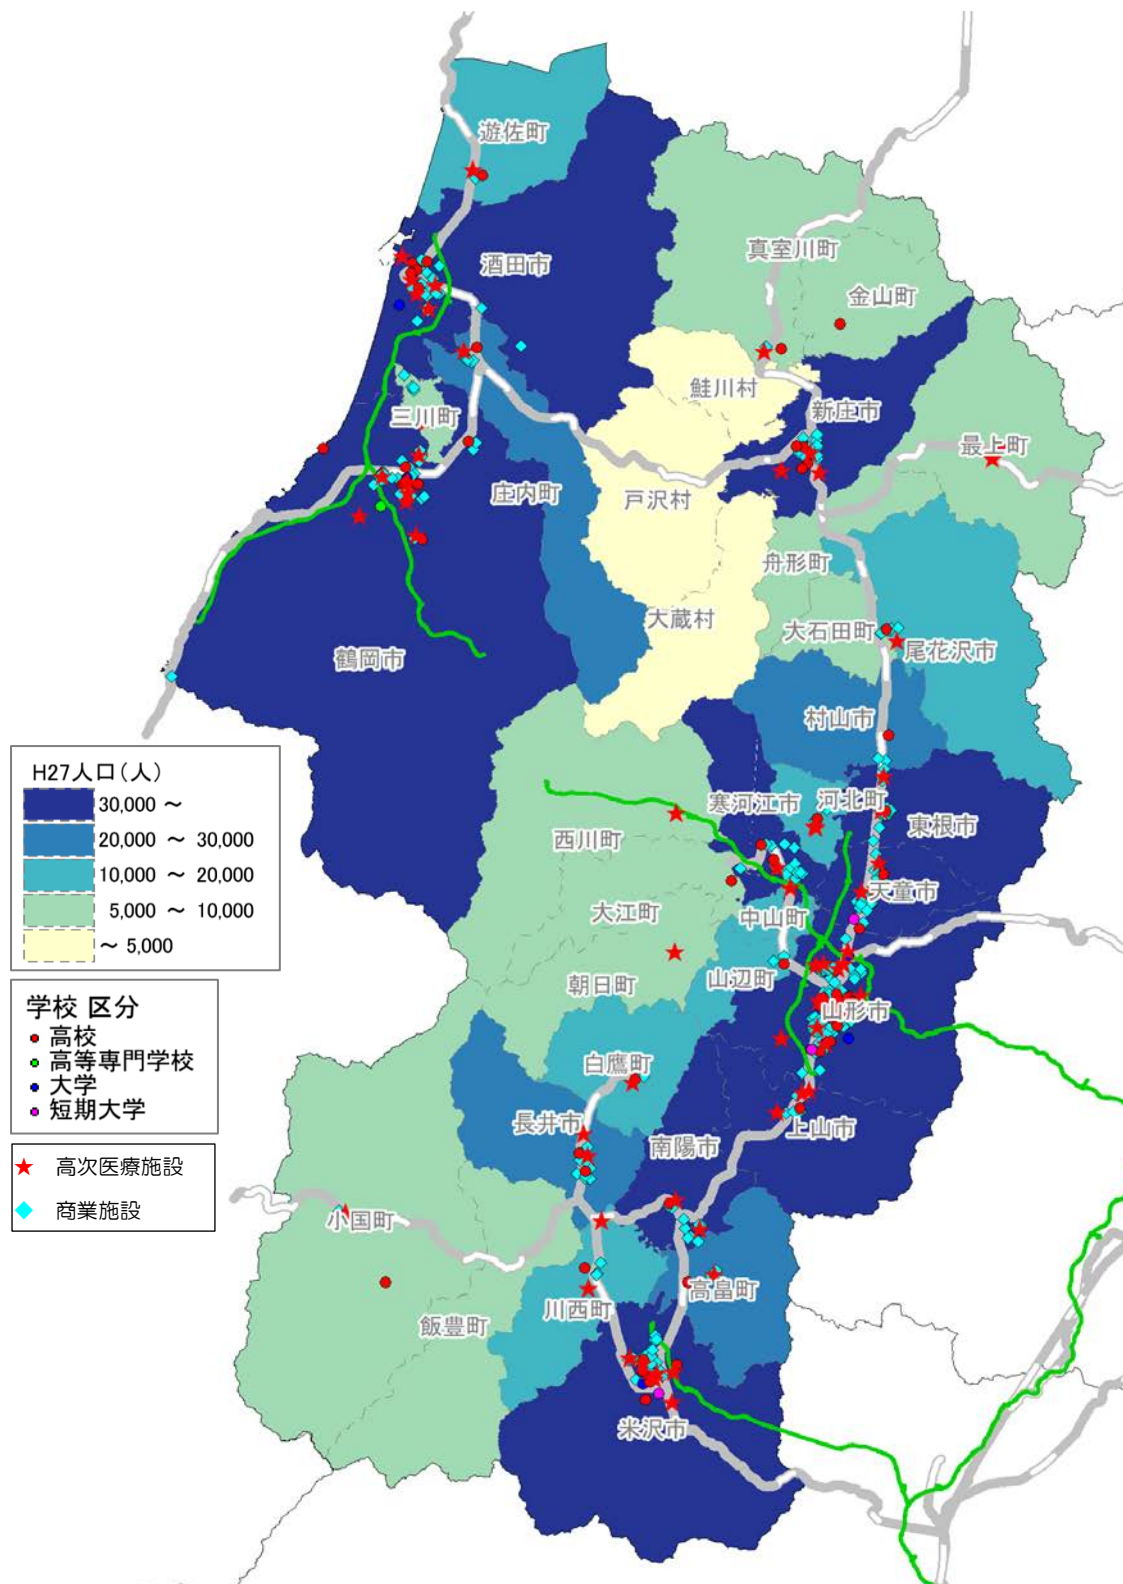 遊佐町
酒田市
真室川町
金山町
鮭川村
新庄市
三川町
最上町
庄内町
戸沢村
舟形町
大蔵村
大石田町
尾花沢市
鶴岡市
村山市
H27人口(人)
30,000 ~
20,000 ~ 30,000
10,000 ~ 20,000
5,000 ~ 10,000
~ 5,000
寒河江市
河北町
東根市
西川町
天童市
大江町
中山町
朝日町
山辺町
山形市
学校 区分
高校
高等専門学校
大学
短期大学
白鷹町
長井市
南陽市
上山市
高次医療施設
商業施設
小国町
高畠町
川西町
飯豊町
米沢市